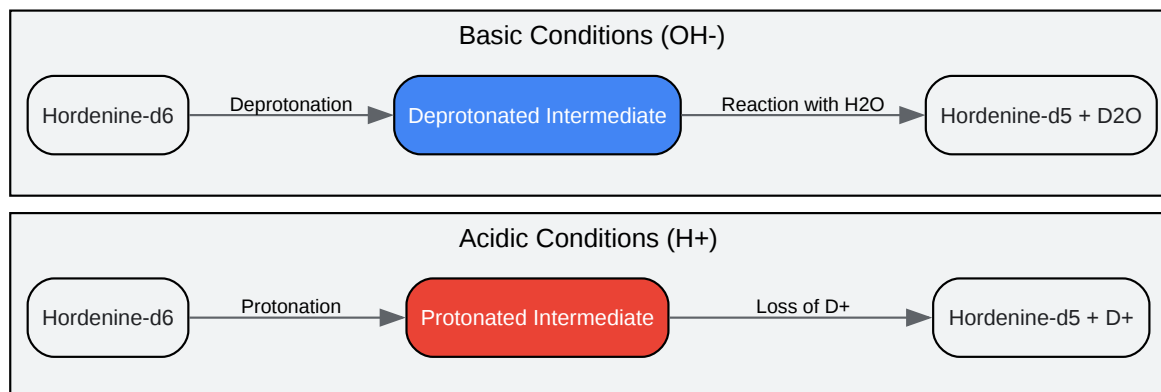 Basic Conditions (OH-)
Hordenine-d6
Deprotonation
Deprotonated Intermediate
Reaction with H2O
Hordenine-d5 + D2O
Acidic Conditions (H+)
Hordenine-d6
Protonation
Protonated Intermediate
Loss of D+
Hordenine-d5 + D+